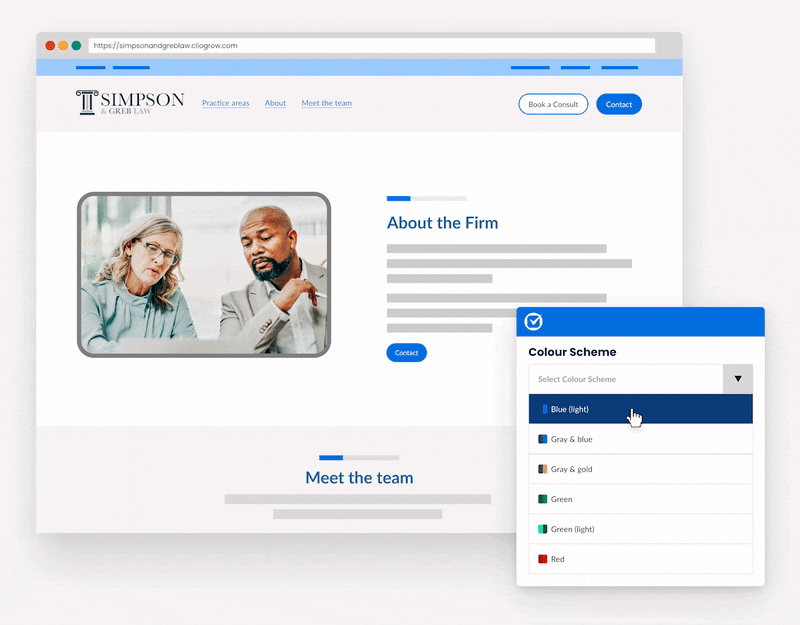 https://simpsonandgreblaw.cliogrow.com
SIMPSON
& GREB LAW
Practice areas
About
Meet the team
Book a Consult
Contact
About the Firm
Contact
Meet the team
Colour Scheme
Select Colour Scheme
Blue (light)
Gray & blue
Gray & gold
Green
Green (light)
Red